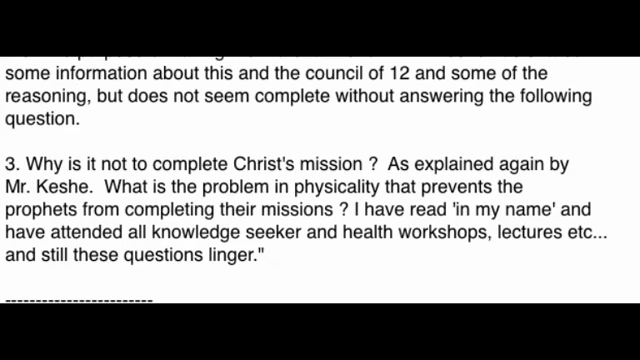 some information about this and the council of 12 and some of the
reasoning, but does not seem complete without answering the following
question.
3. Why is it not to complete Christ's mission ?  As explained again by
Mr. Keshe.  What is the problem in physicality that prevents the
prophets from completing their missions ? I have read 'in my name' and
have attended all knowledge seeker and health workshops, lectures etc...
and still these questions linger."
-------------------------